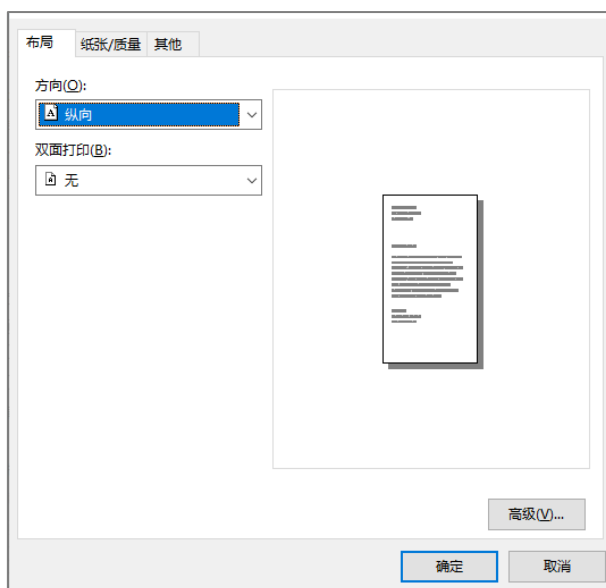 布局 纸张/质量 其他
方向(O):
纵向
双面打印(B):
无
高级(V)...
确定 取消